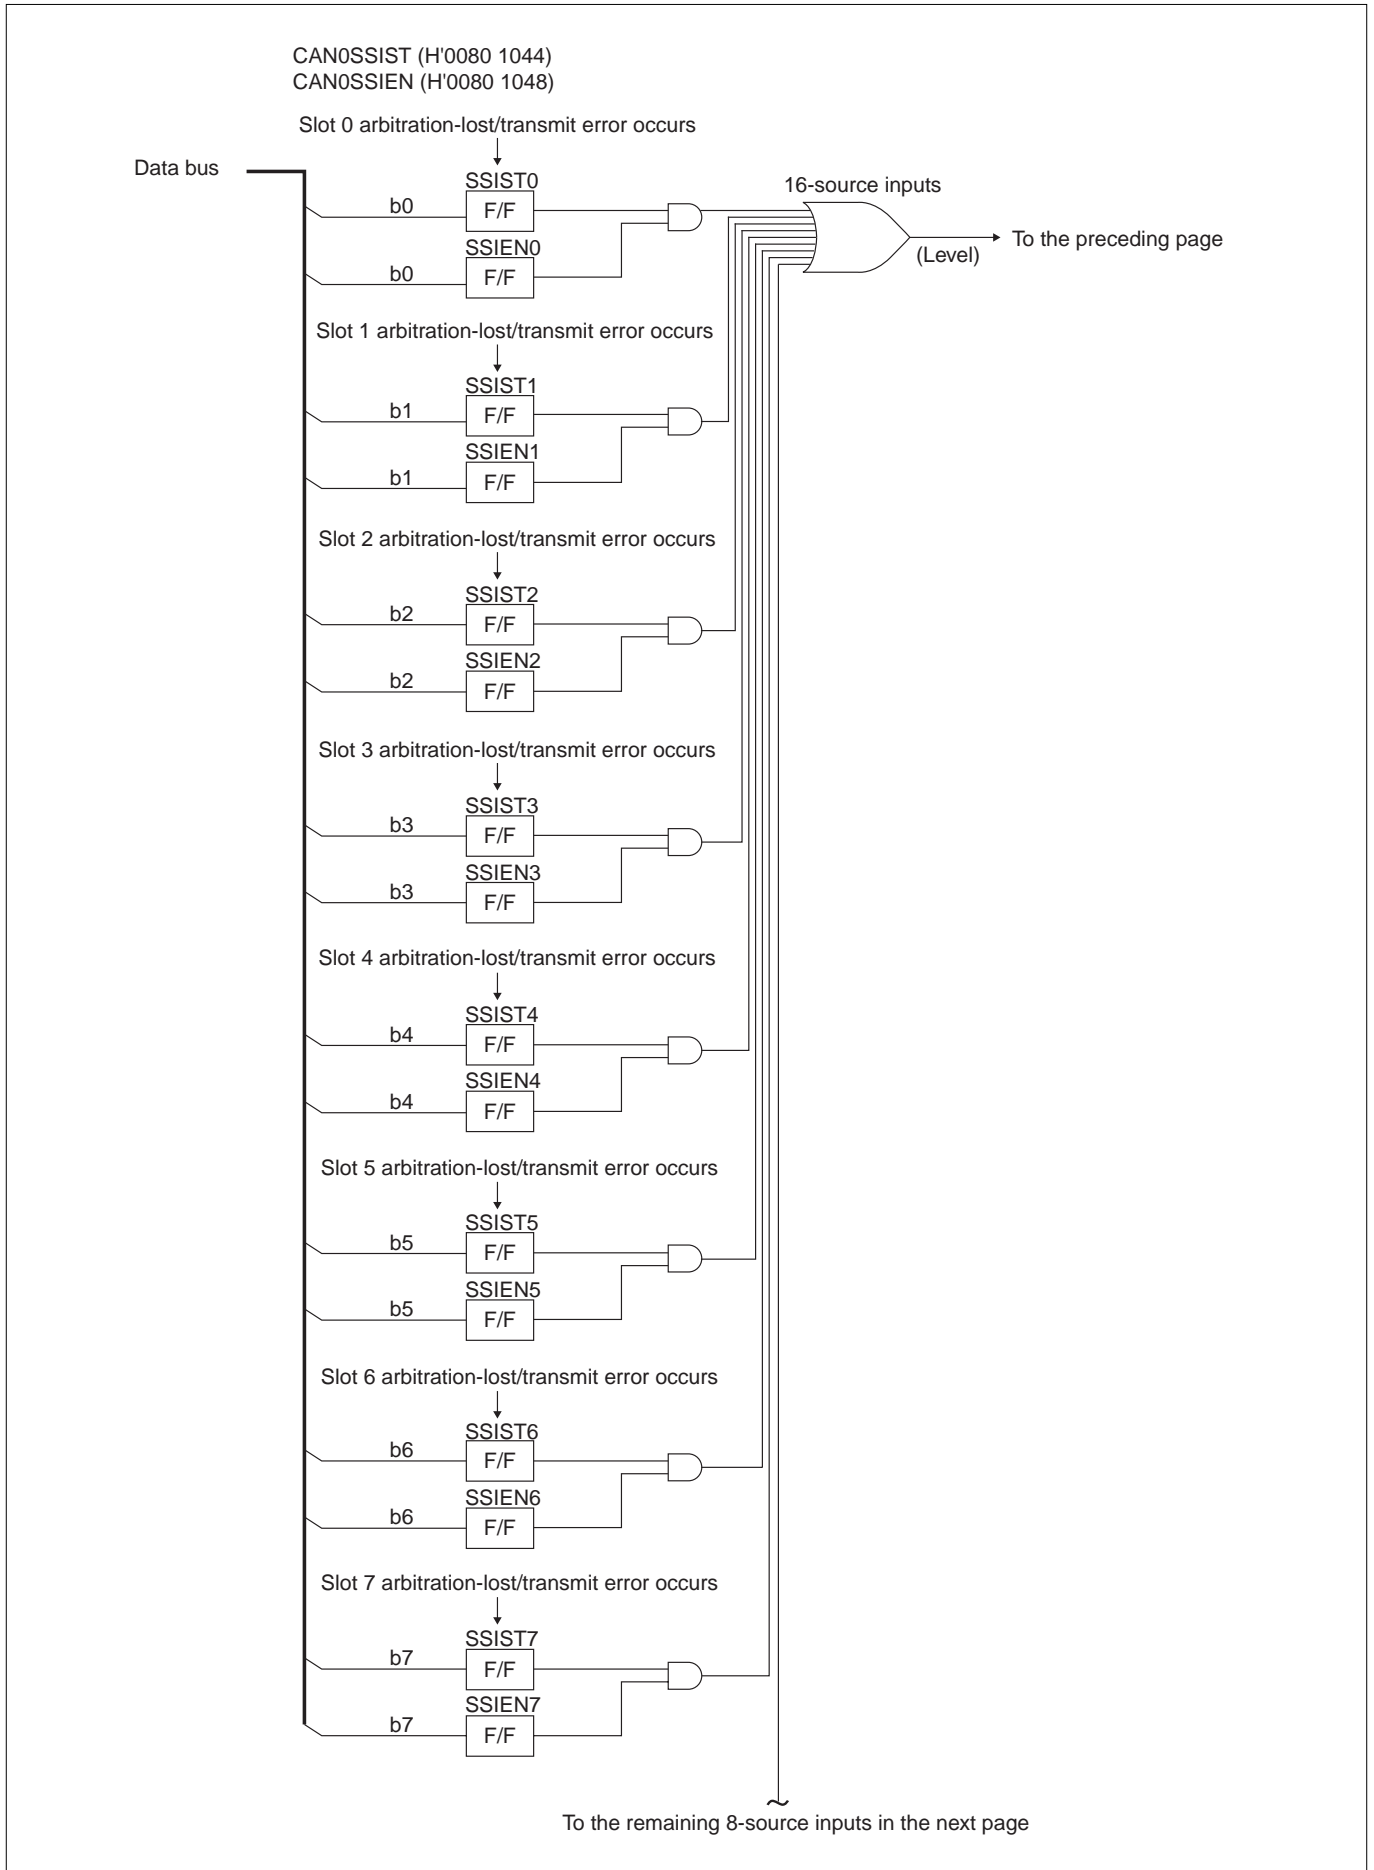 CAN0SSIST (H'0080 1044)
CAN0SSIEN (H'0080 1048)
Slot 0 arbitration-lost/transmit error occurs
Data bus
16-source inputs
SSIST0
b0
F/F
(Level)
To the preceding page
SSIEN0
b0
F/F
Slot 1 arbitration-lost/transmit error occurs
SSIST1
b1
F/F
SSIEN1
b1
F/F
Slot 2 arbitration-lost/transmit error occurs
SSIST2
b2
F/F
SSIEN2
b2
F/F
Slot 3 arbitration-lost/transmit error occurs
SSIST3
b3
F/F
SSIEN3
b3
F/F
Slot 4 arbitration-lost/transmit error occurs
SSIST4
b4
F/F
SSIEN4
b4
F/F
Slot 5 arbitration-lost/transmit error occurs
SSIST5
b5
F/F
SSIEN5
b5
F/F
Slot 6 arbitration-lost/transmit error occurs
SSIST6
b6
F/F
SSIEN6
b6
F/F
Slot 7 arbitration-lost/transmit error occurs
SSIST7
b7
F/F
SSIEN7
b7
F/F
To the remaining 8-source inputs in the next page